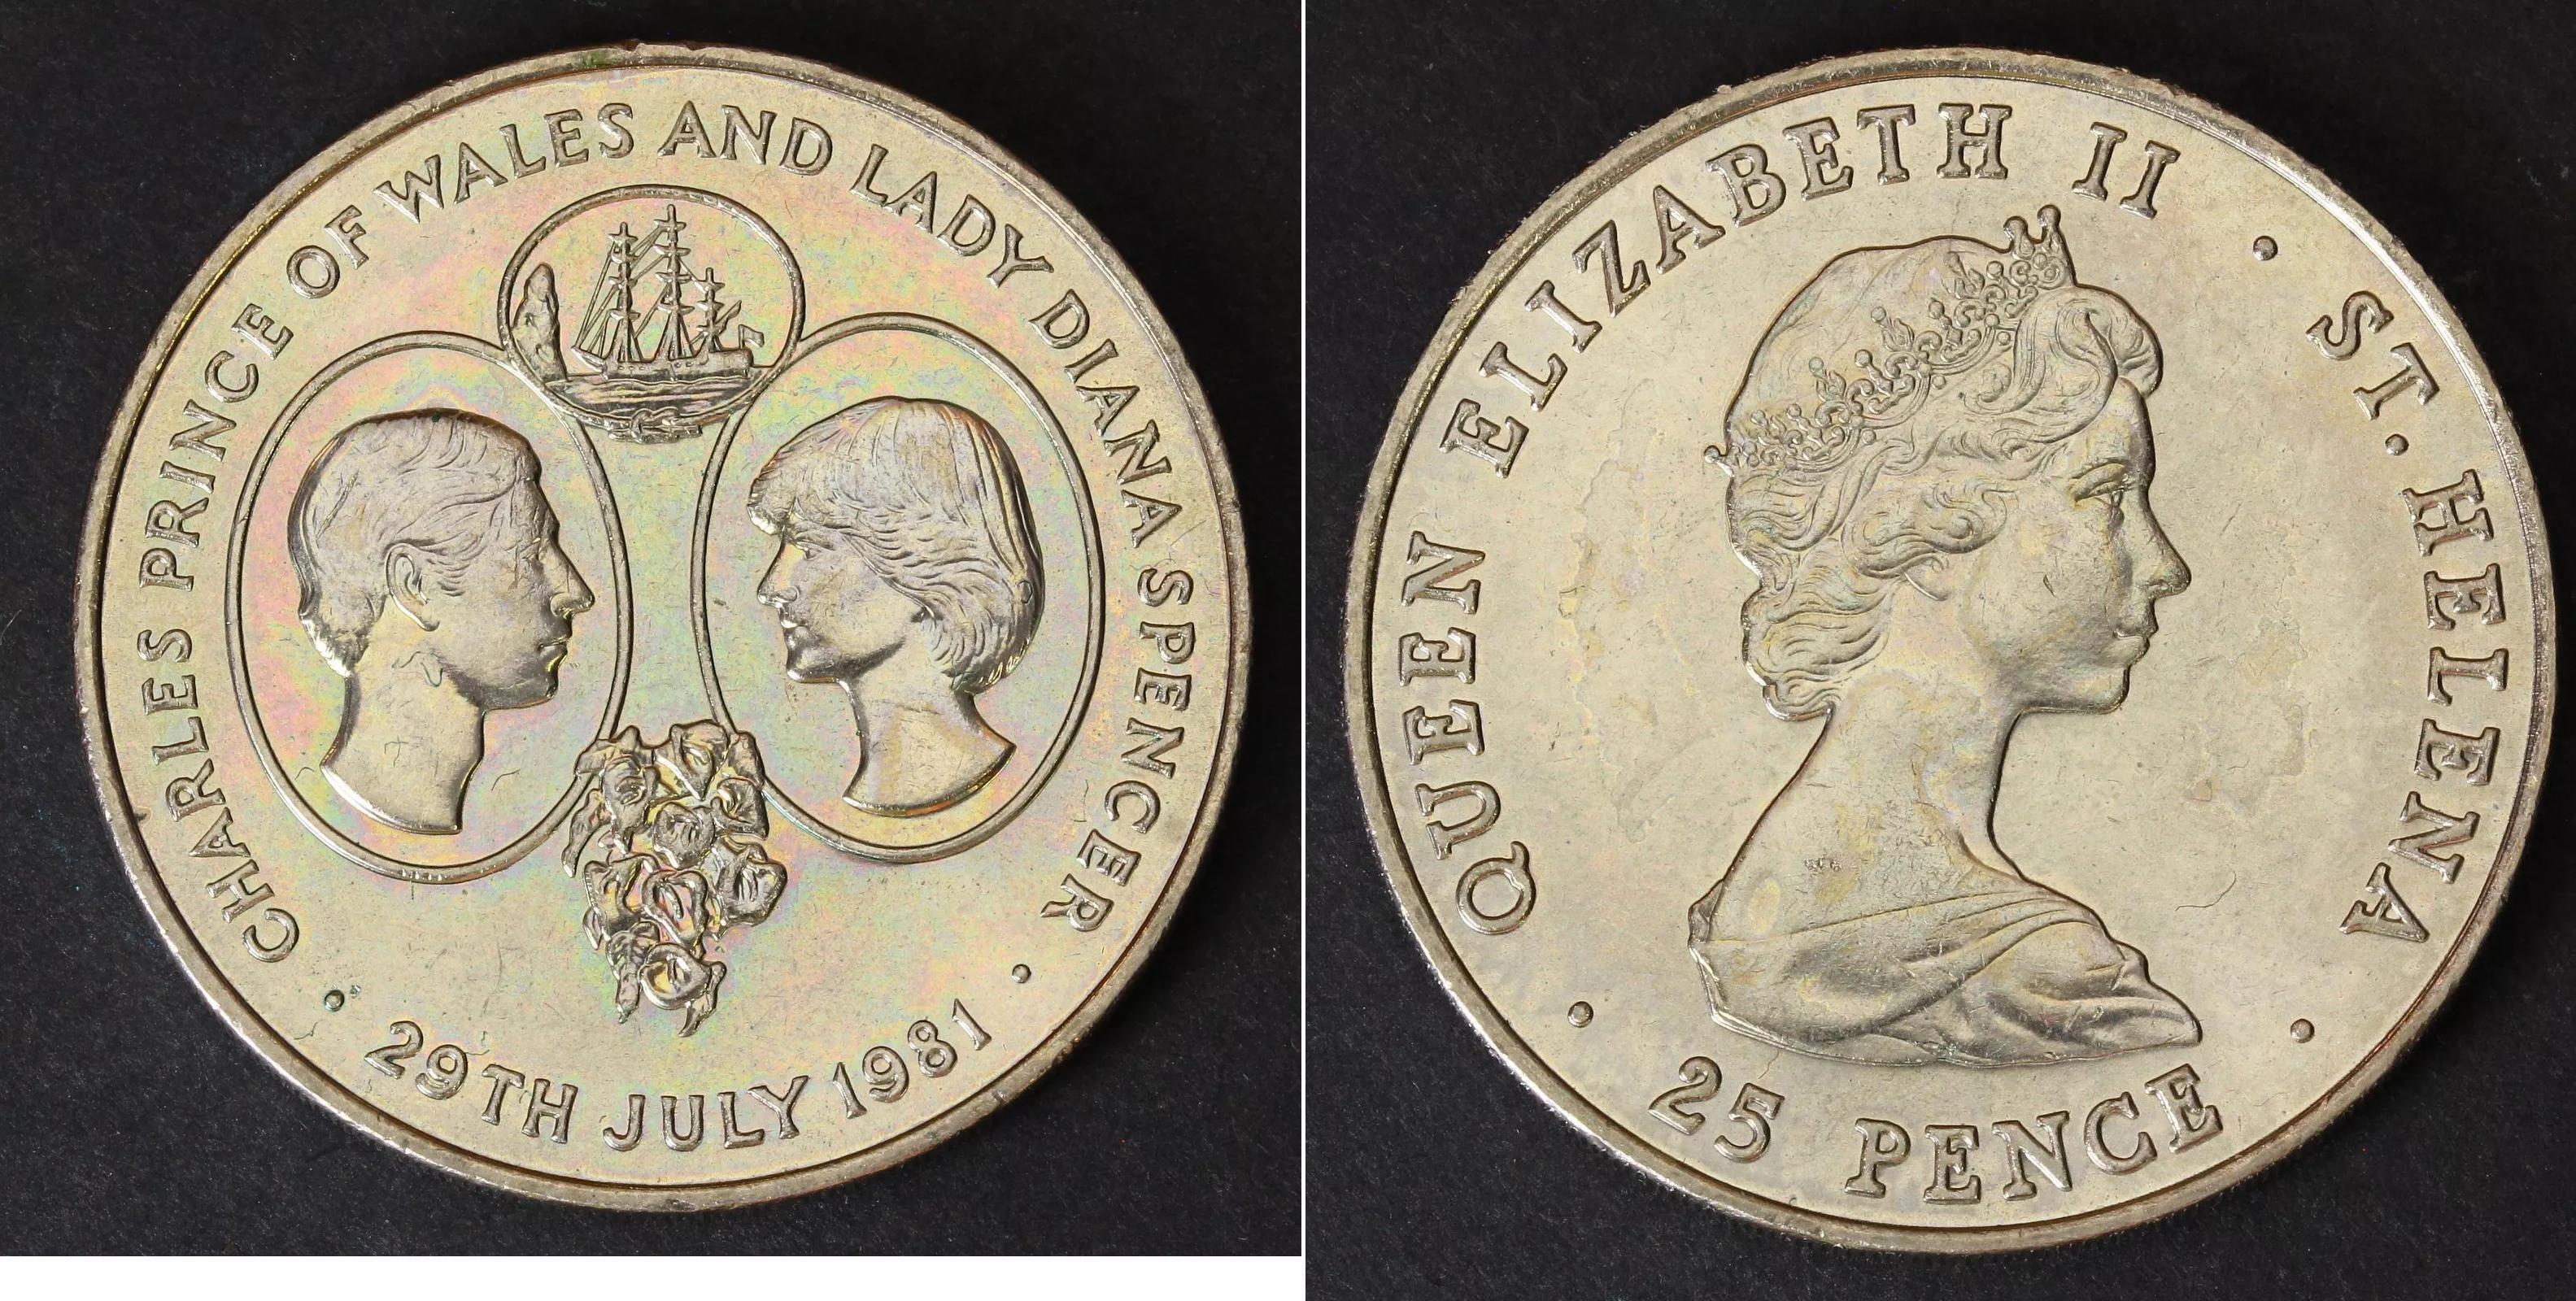 CHARLES PRINCE OF WALES AND LADY DIANA SPENCER
• 29TH JULY 1981 •
QUEEN ELIZABETH II • ST. HELENA
• 25 PENCE •